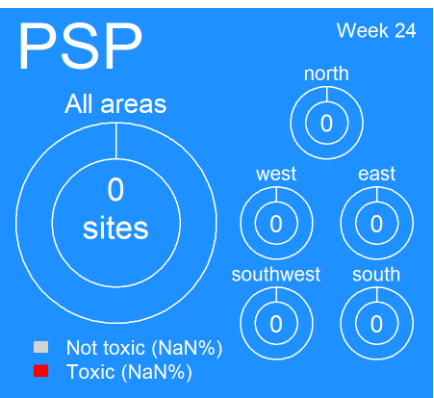 PSP
Week 24
All areas
0
sites
north
0
west
0
east
0
southwest
0
south
0
Not toxic (NaN%)
Toxic (NaN%)